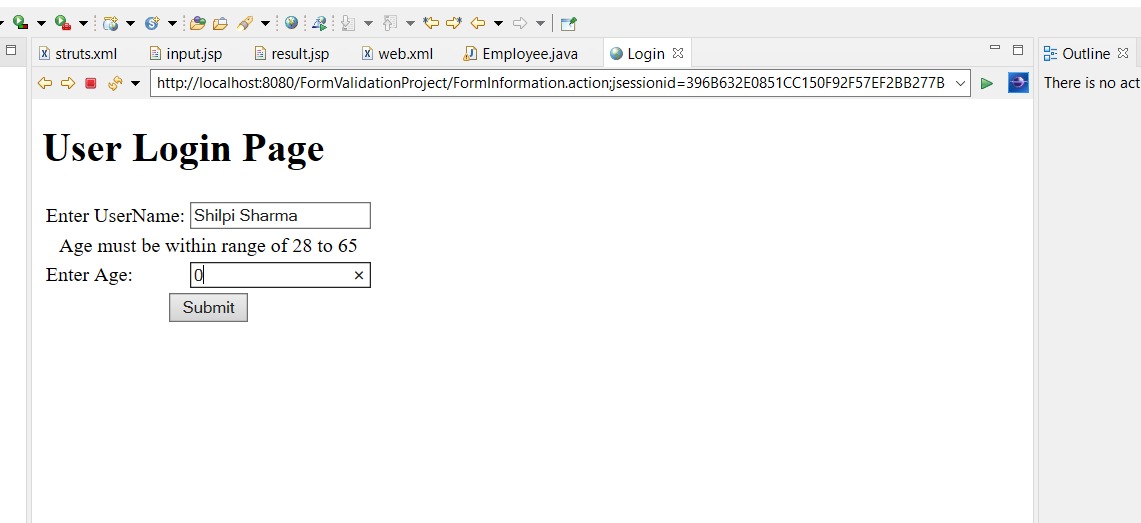 struts.xml input.jsp result.jsp web.xml Employee.java Login Outline
http://localhost:8080/FormValidationProject/FormInformation.action;jsessionid=396B632E0851CC150F92F57EF2BB277B There is no act
User Login Page
Enter UserName: Shilpi Sharma
Age must be within range of 28 to 65
Enter Age: 0
Submit